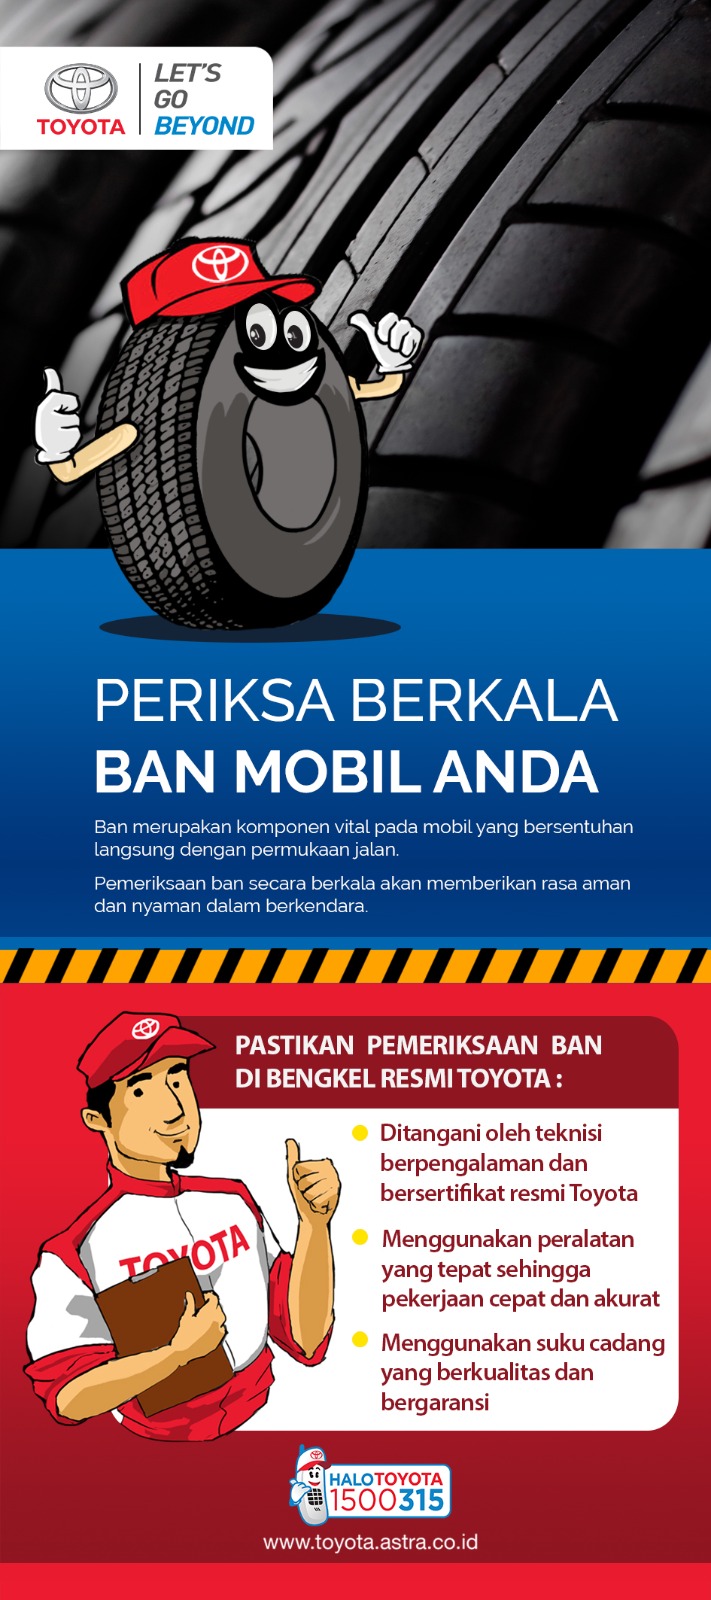 LET'S
GO
BEYOND
TOYOTA
PERIKSA BERKALA
BAN MOBIL ANDA
Ban merupakan komponen vital pada mobil yang bersentuhan
langsung dengan permukaan jalan.
Pemeriksaan ban secara berkala akan memberikan rasa aman
dan nyaman dalam berkendara.
PASTIKAN PEMERIKSAAN BAN
DI BENGKEL RESMI TOYOTA :
Ditangani oleh teknisi
berpengalaman dan
bersertifikat resmi Toyota
Menggunakan peralatan
yang tepat sehingga
pekerjaan cepat dan akurat
Menggunakan suku cadang
yang berkualitas dan
bergaransi
TOYOTA
HALOTOYOTA
1500315
www.toyota.astra.co.id